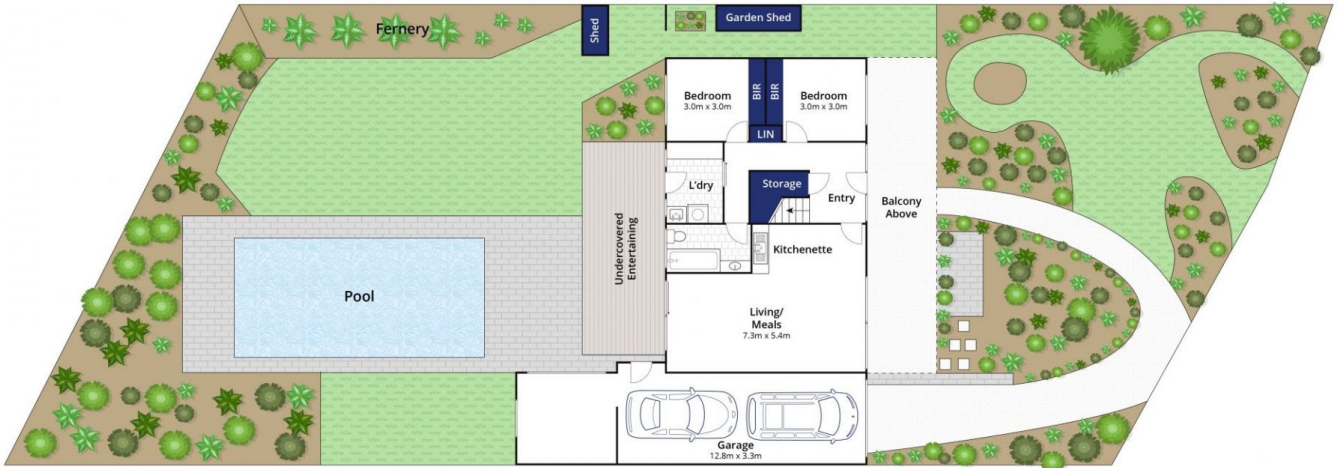 Fernery
Shed
Garden Shed
Bedroom
3.0m x 3.0m
BIR
BIR
Bedroom
3.0m x 3.0m
LIN
L'dry
Storage
Entry
Balcony
Above
Undercovered
Entertaining
Kitchenette
Pool
Living/
Meals
7.3m x 5.4m
Garage
12.8m x 3.3m